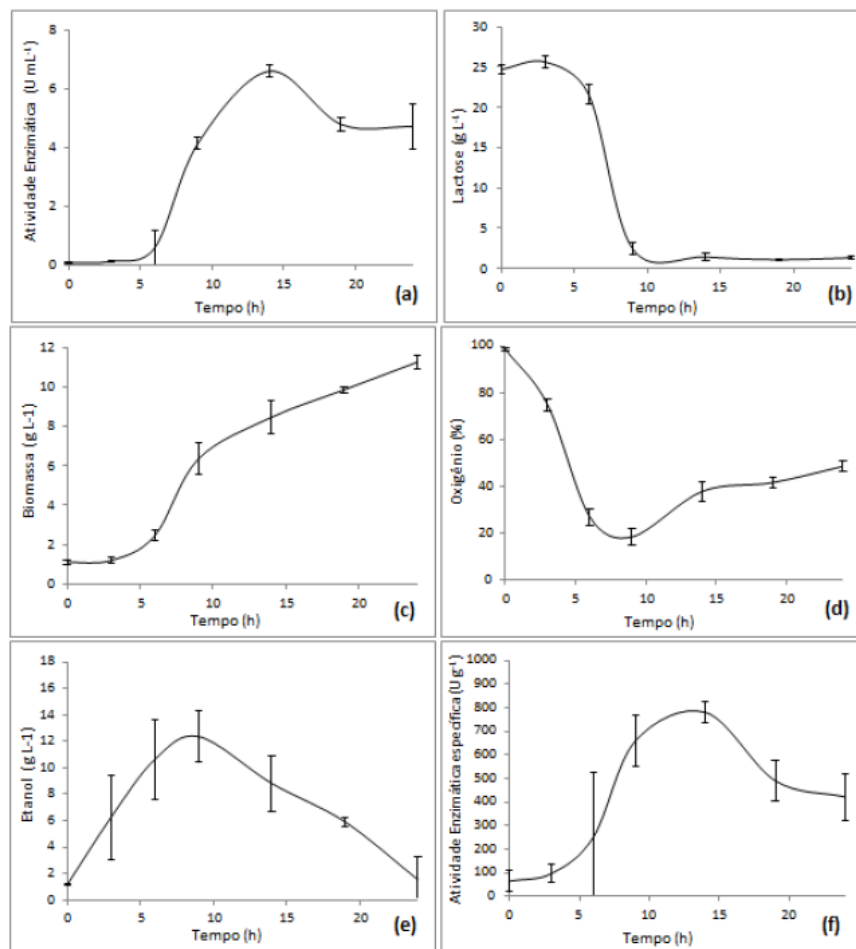 Atividade Enzimática (U mL⁻¹)
8
6
4
2
0
0 5 10 15 20
Tempo (h)
(a)
Lactose (g L⁻¹)
30
25
20
15
10
5
0
0 5 10 15 20
Tempo (h)
(b)
Biomassa (g L-1)
12
10
8
6
4
2
0
0 5 10 15 20
Tempo (h)
(c)
Oxigênio (%)
100
80
60
40
20
0
0 5 10 15 20
Tempo (h)
(d)
Etanol (g L-1)
18
16
14
12
10
8
6
4
2
0
0 5 10 15 20
Tempo (h)
(e)
Atividade Enzimática específica (U g⁻¹)
1000
900
800
700
600
500
400
300
200
100
0
0 5 10 15 20
Tempo (h)
(f)